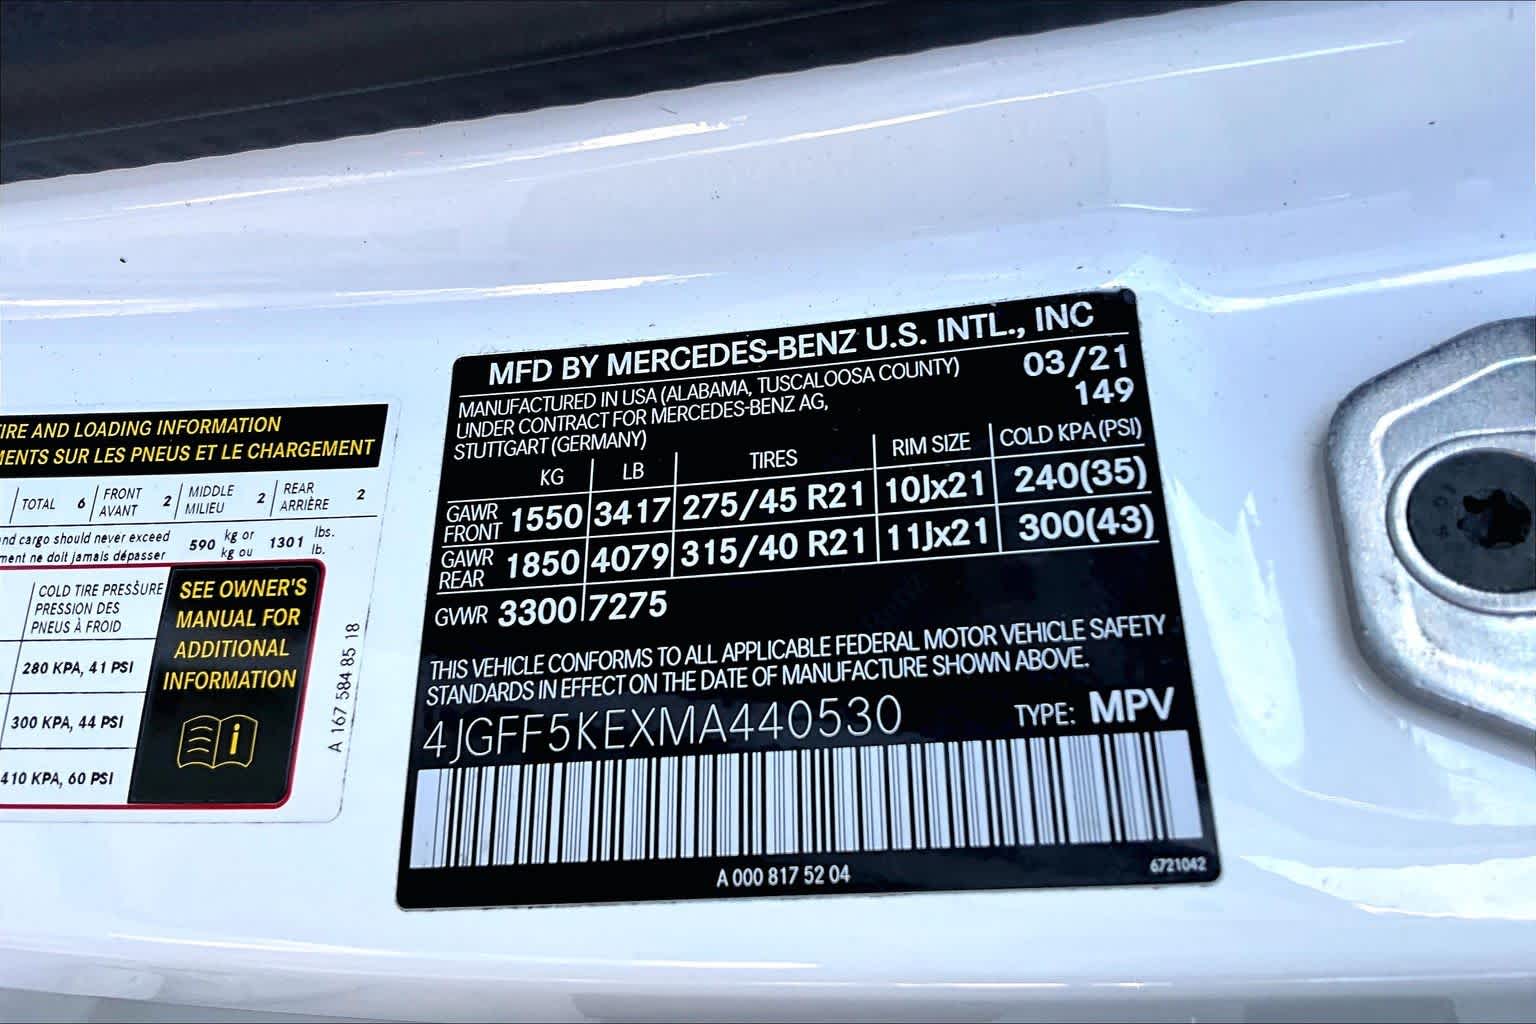 MFD BY MERCEDES-BENZ U.S. INTL., INC
MANUFACTURED IN USA (ALABAMA, TUSCALOOSA COUNTY) 03/21
UNDER CONTRACT FOR MERCEDES-BENZ AG, 149
STUTTGART (GERMANY)
KG LB TIRES RIM SIZE COLD KPA (PSI)
GAWR FRONT 1550 3417 275/45 R21 10Jx21 240(35)
GAWR REAR 1850 4079 315/40 R21 11Jx21 300(43)
GVWR 3300 7275
THIS VEHICLE CONFORMS TO ALL APPLICABLE FEDERAL MOTOR VEHICLE SAFETY
STANDARDS IN EFFECT ON THE DATE OF MANUFACTURE SHOWN ABOVE.
4JGFF5KEXMA440530 TYPE: MPV
A 000 817 52 04 6721042
AND LOADING INFORMATION
SUR LES PNEUS ET LE CHARGEMENT
TOTAL 6 FRONT AVANT 2 MIDDLE MILIEU 2 REAR ARRIÈRE 2
and cargo should never exceed 590 kg or 1301 lbs.
ne doit jamais dépasser kg ou lb.
COLD TIRE PRESSURE
PRESSION DES
PNEUS À FROID
280 KPA, 41 PSI
300 KPA, 44 PSI
410 KPA, 60 PSI
SEE OWNER'S
MANUAL FOR
ADDITIONAL
INFORMATION
i
A 167 584 85 18